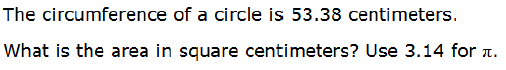 The circumference of a circle is 53.38 centimeters.
What is the area in square centimeters? Use 3.14 for π.